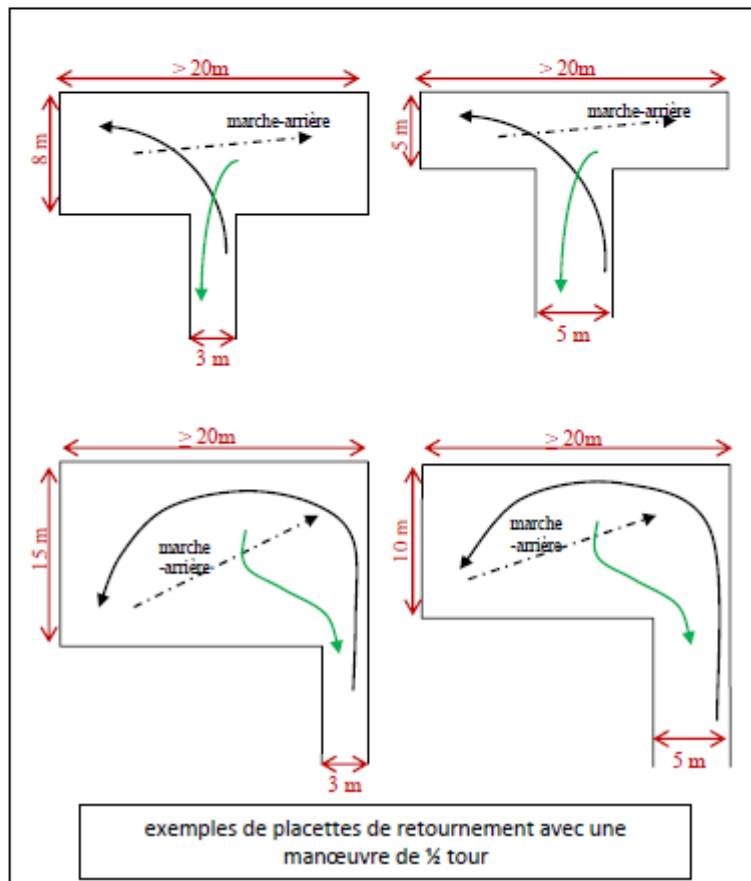 > 20m
marche-arrière
8 m
3 m
> 20m
marche-arrière
5 m
5 m
> 20m
marche
-arrière
15 m
3 m
> 20m
marche
-arrière
10 m
5 m
exemples de placettes de retournement avec une
manœuvre de ½ tour